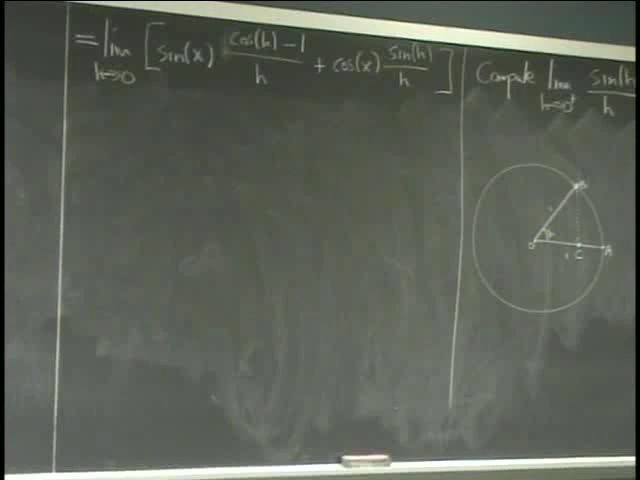 = lim h→0 [ sin(x) cos(h) - 1 / h + cos(x) sin(h) / h ]
Compute lim h→0⁺ sin(h / h
B
O
C
A